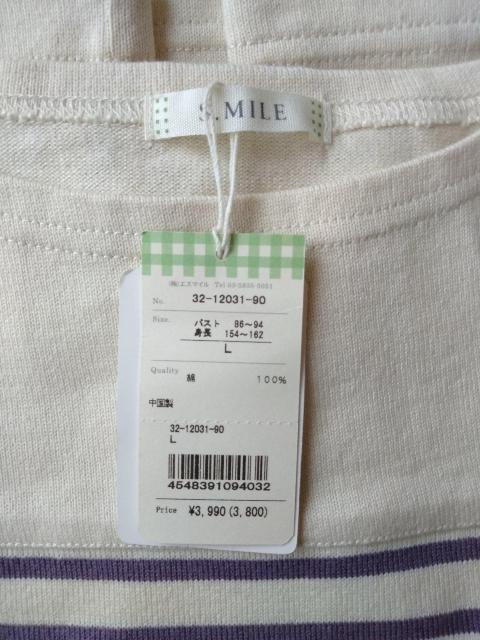 S.MILE
(株)エスマイル Tel 03-5835-5051
No. 32-12031-90
Size. バスト 86～94
身長 154～162
L
Quality 綿 100%
中国製
32-12031-90
L
4548391094032
Price ¥3,990(3,800)